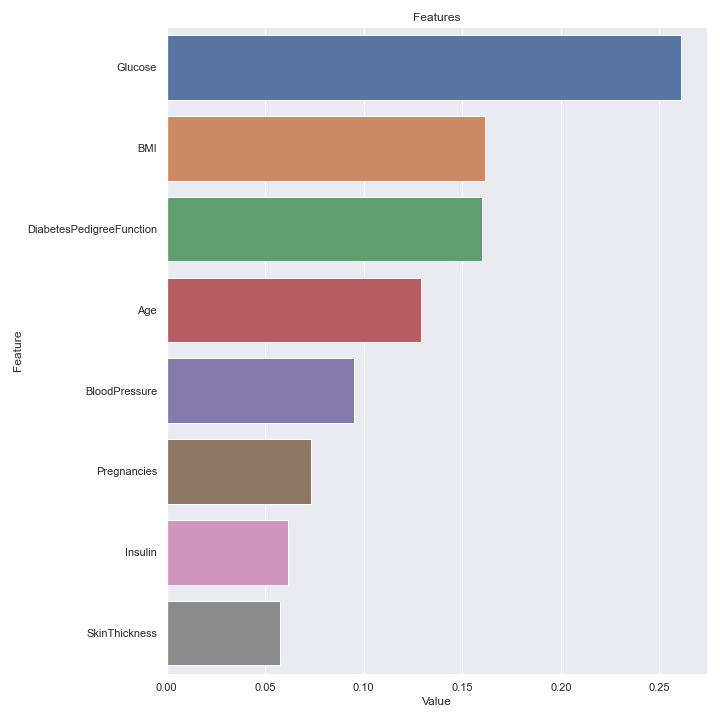 Features
Glucose
BMI
DiabetesPedigreeFunction
Age
BloodPressure
Pregnancies
Insulin
SkinThickness
Feature
0.00 0.05 0.10 0.15 0.20 0.25
Value